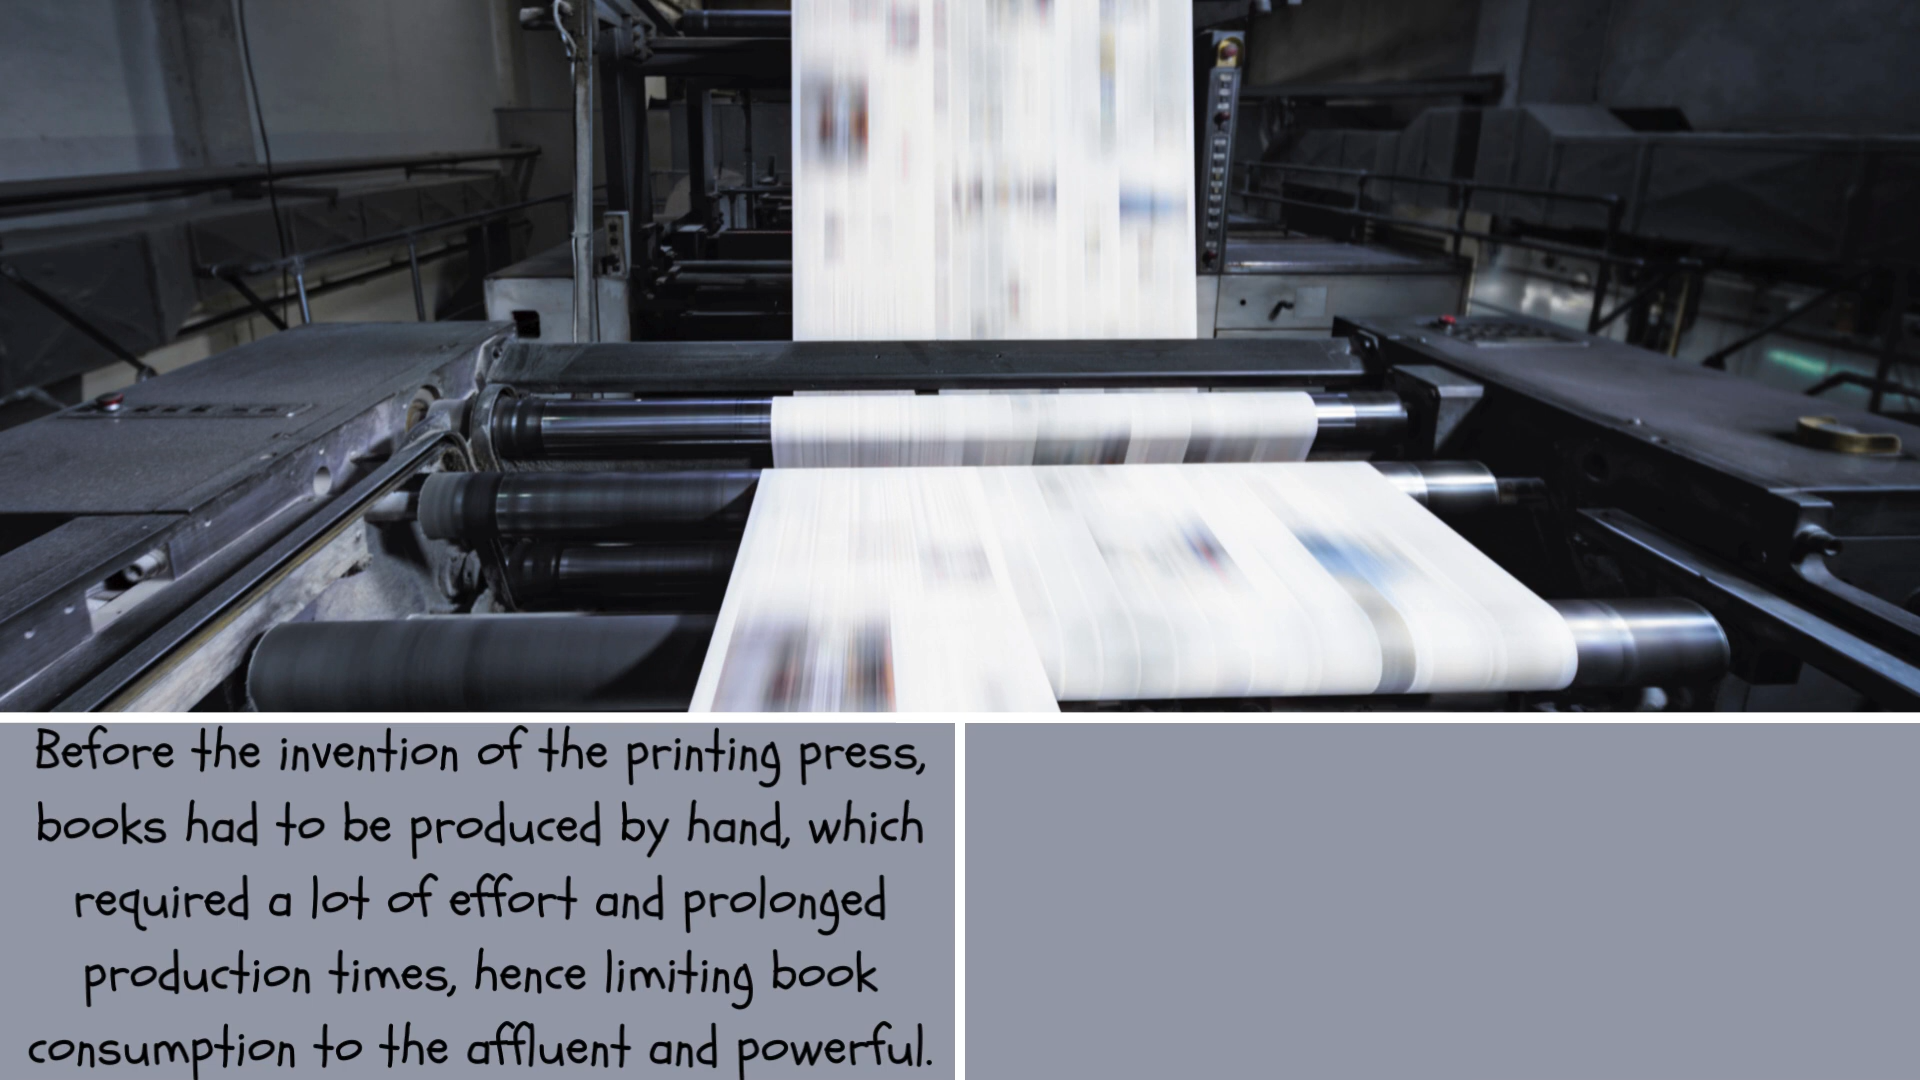 Before the invention of the printing press,
books had to be produced by hand, which
required a lot of effort and prolonged
production times, hence limiting book
consumption to the affluent and powerful.